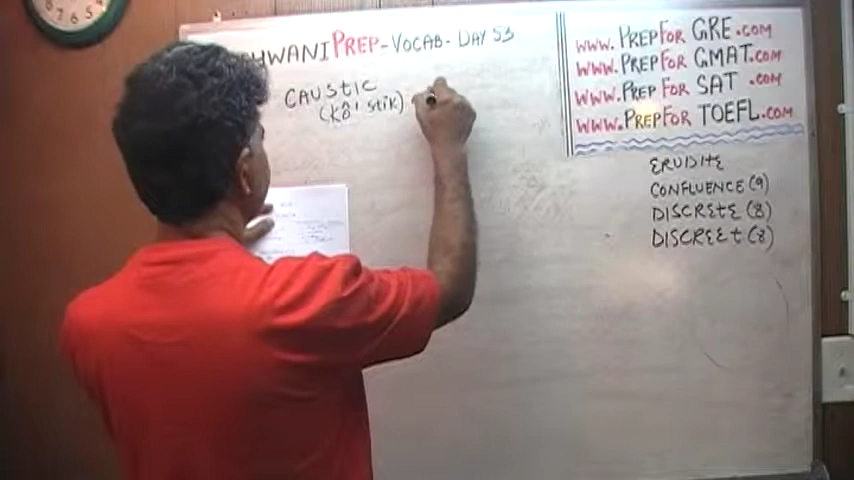 HWANI PREP-VOCAB- DAY 53
CAUSTIC
(kô' stik)
www.PREPFOR GRE.COM
www.PREPFOR GMAT.COM
www.PREPFOR SAT.COM
www.PREPFOR TOEFL.COM
ERUDITE
CONFLUENCE (9)
DISCRETE (8)
DISCREET (8)